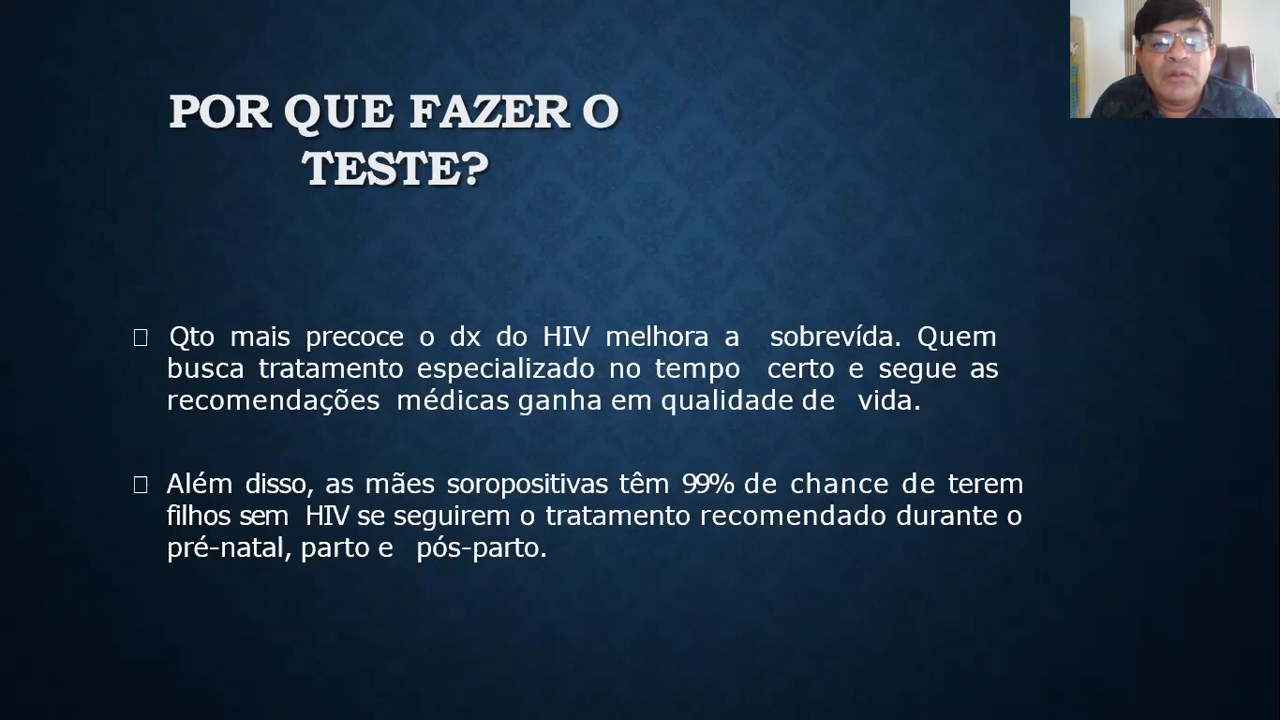 POR QUE FAZER O
TESTE?
Qto mais precoce o dx do HIV melhora a sobrevída. Quem
busca tratamento especializado no tempo certo e segue as
recomendações médicas ganha em qualidade de vida.
Além disso, as mães soropositivas têm 99% de chance de terem
filhos sem HIV se seguirem o tratamento recomendado durante o
pré-natal, parto e pós-parto.